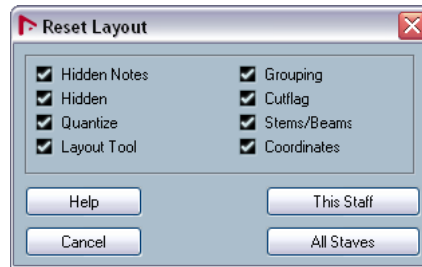 Reset Layout
Hidden Notes
Hidden
Quantize
Layout Tool
Grouping
Cutflag
Stems/Beams
Coordinates
Help
This Staff
Cancel
All Staves